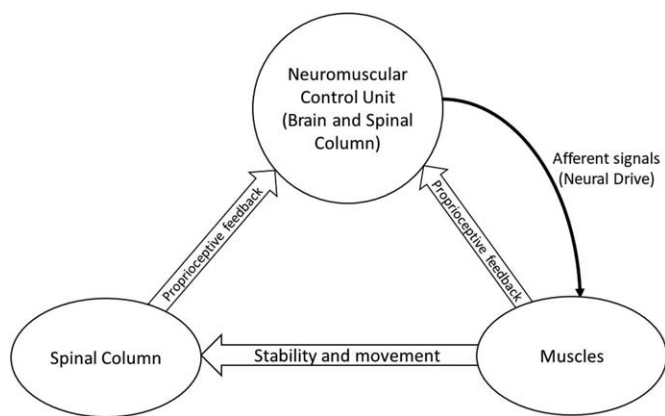 Neuromuscular
Control Unit
(Brain and Spinal
Column)
Afferent signals
(Neural Drive)
Proprioceptive feedback
Proprioceptive feedback
Spinal Column
Stability and movement
Muscles